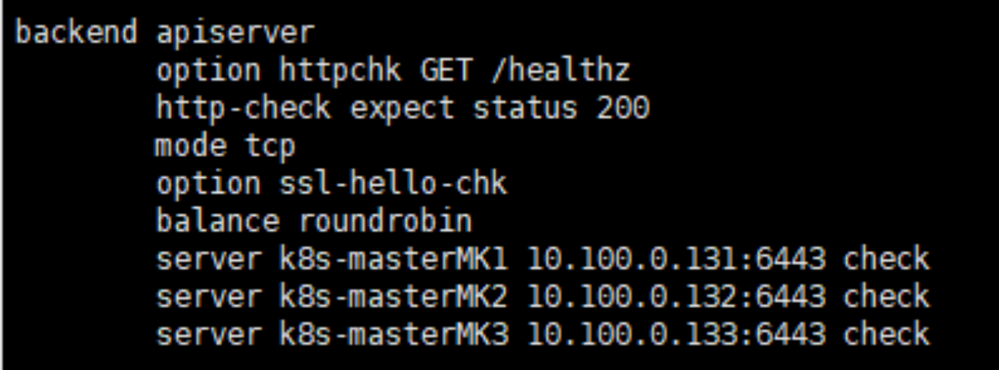 backend apiserver
option httpchk GET /healthz
http-check expect status 200
mode tcp
option ssl-hello-chk
balance roundrobin
server k8s-masterMK1 10.100.0.131:6443 check
server k8s-masterMK2 10.100.0.132:6443 check
server k8s-masterMK3 10.100.0.133:6443 check